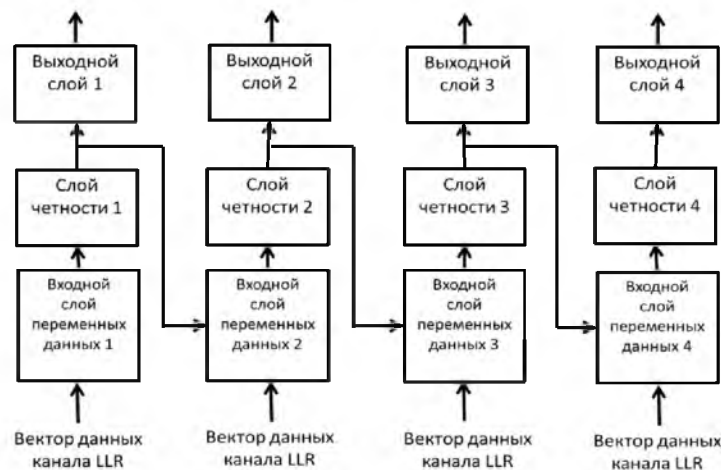 Выходной
слой 1
Выходной
слой 2
Выходной
слой 3
Выходной
слой 4
Слой
четности 1
Слой
четности 2
Слой
четности 3
Слой
четности 4
Входной
слой
переменных
данных 1
Входной
слой
переменных
данных 2
Входной
слой
переменных
данных 3
Входной
слой
переменных
данных 4
Вектор данных
канала LLR
Вектор данных
канала LLR
Вектор данных
канала LLR
Вектор данных
канала LLR